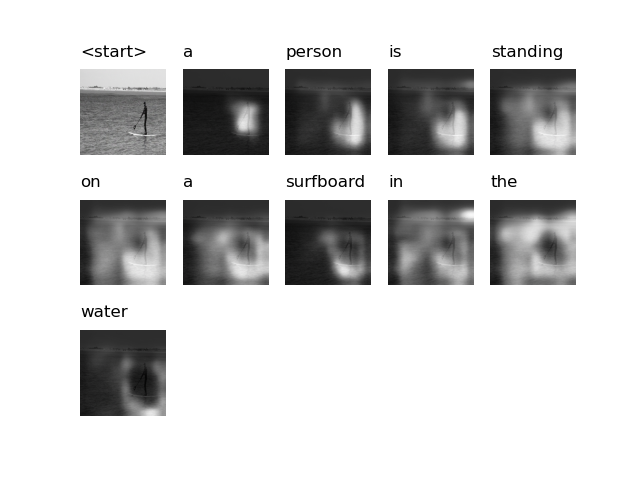 <start> a person is standing
on a surfboard in the
water